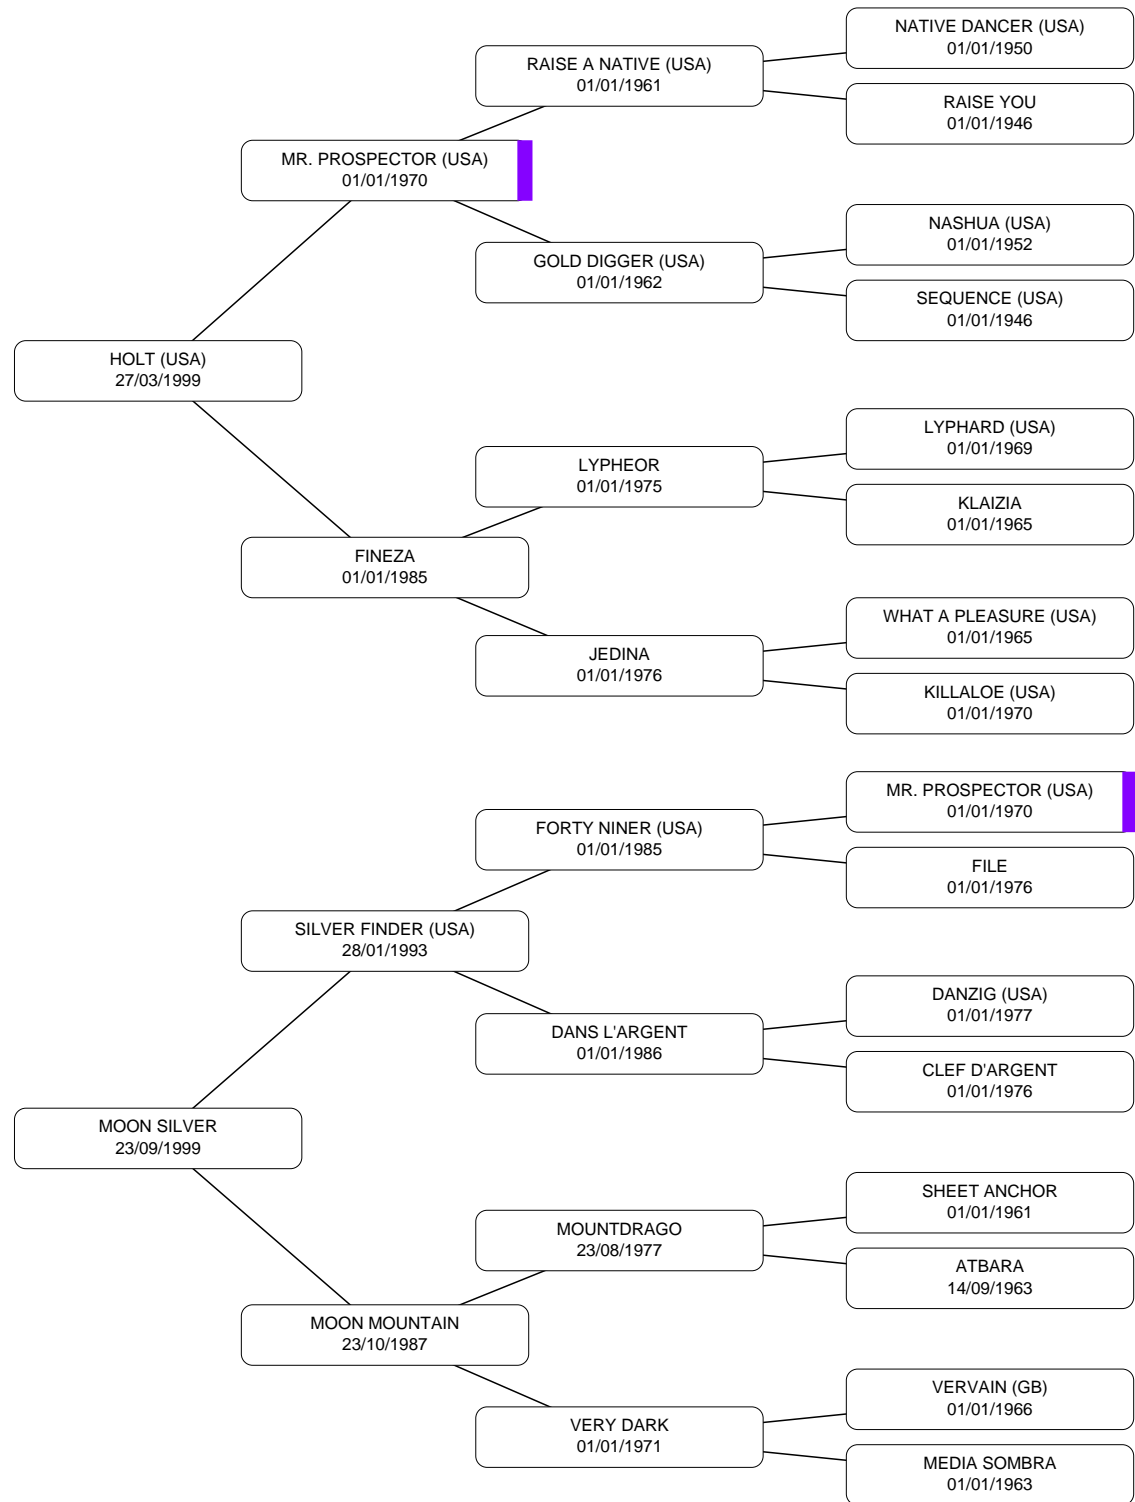 NATIVE DANCER (USA)
01/01/1950
RAISE A NATIVE (USA)
01/01/1961
RAISE YOU
01/01/1946
MR. PROSPECTOR (USA)
01/01/1970
NASHUA (USA)
01/01/1952
GOLD DIGGER (USA)
01/01/1962
SEQUENCE (USA)
01/01/1946
HOLT (USA)
27/03/1999
LYPHARD (USA)
01/01/1969
LYPHEOR
01/01/1975
KLAIZIA
01/01/1965
FINEZA
01/01/1985
WHAT A PLEASURE (USA)
01/01/1965
JEDINA
01/01/1976
KILLALOE (USA)
01/01/1970
MR. PROSPECTOR (USA)
01/01/1970
FORTY NINER (USA)
01/01/1985
FILE
01/01/1976
SILVER FINDER (USA)
28/01/1993
DANZIG (USA)
01/01/1977
DANS L'ARGENT
01/01/1986
CLEF D'ARGENT
01/01/1976
MOON SILVER
23/09/1999
SHEET ANCHOR
01/01/1961
MOUNTDRAGO
23/08/1977
ATBARA
14/09/1963
MOON MOUNTAIN
23/10/1987
VERVAIN (GB)
01/01/1966
VERY DARK
01/01/1971
MEDIA SOMBRA
01/01/1963